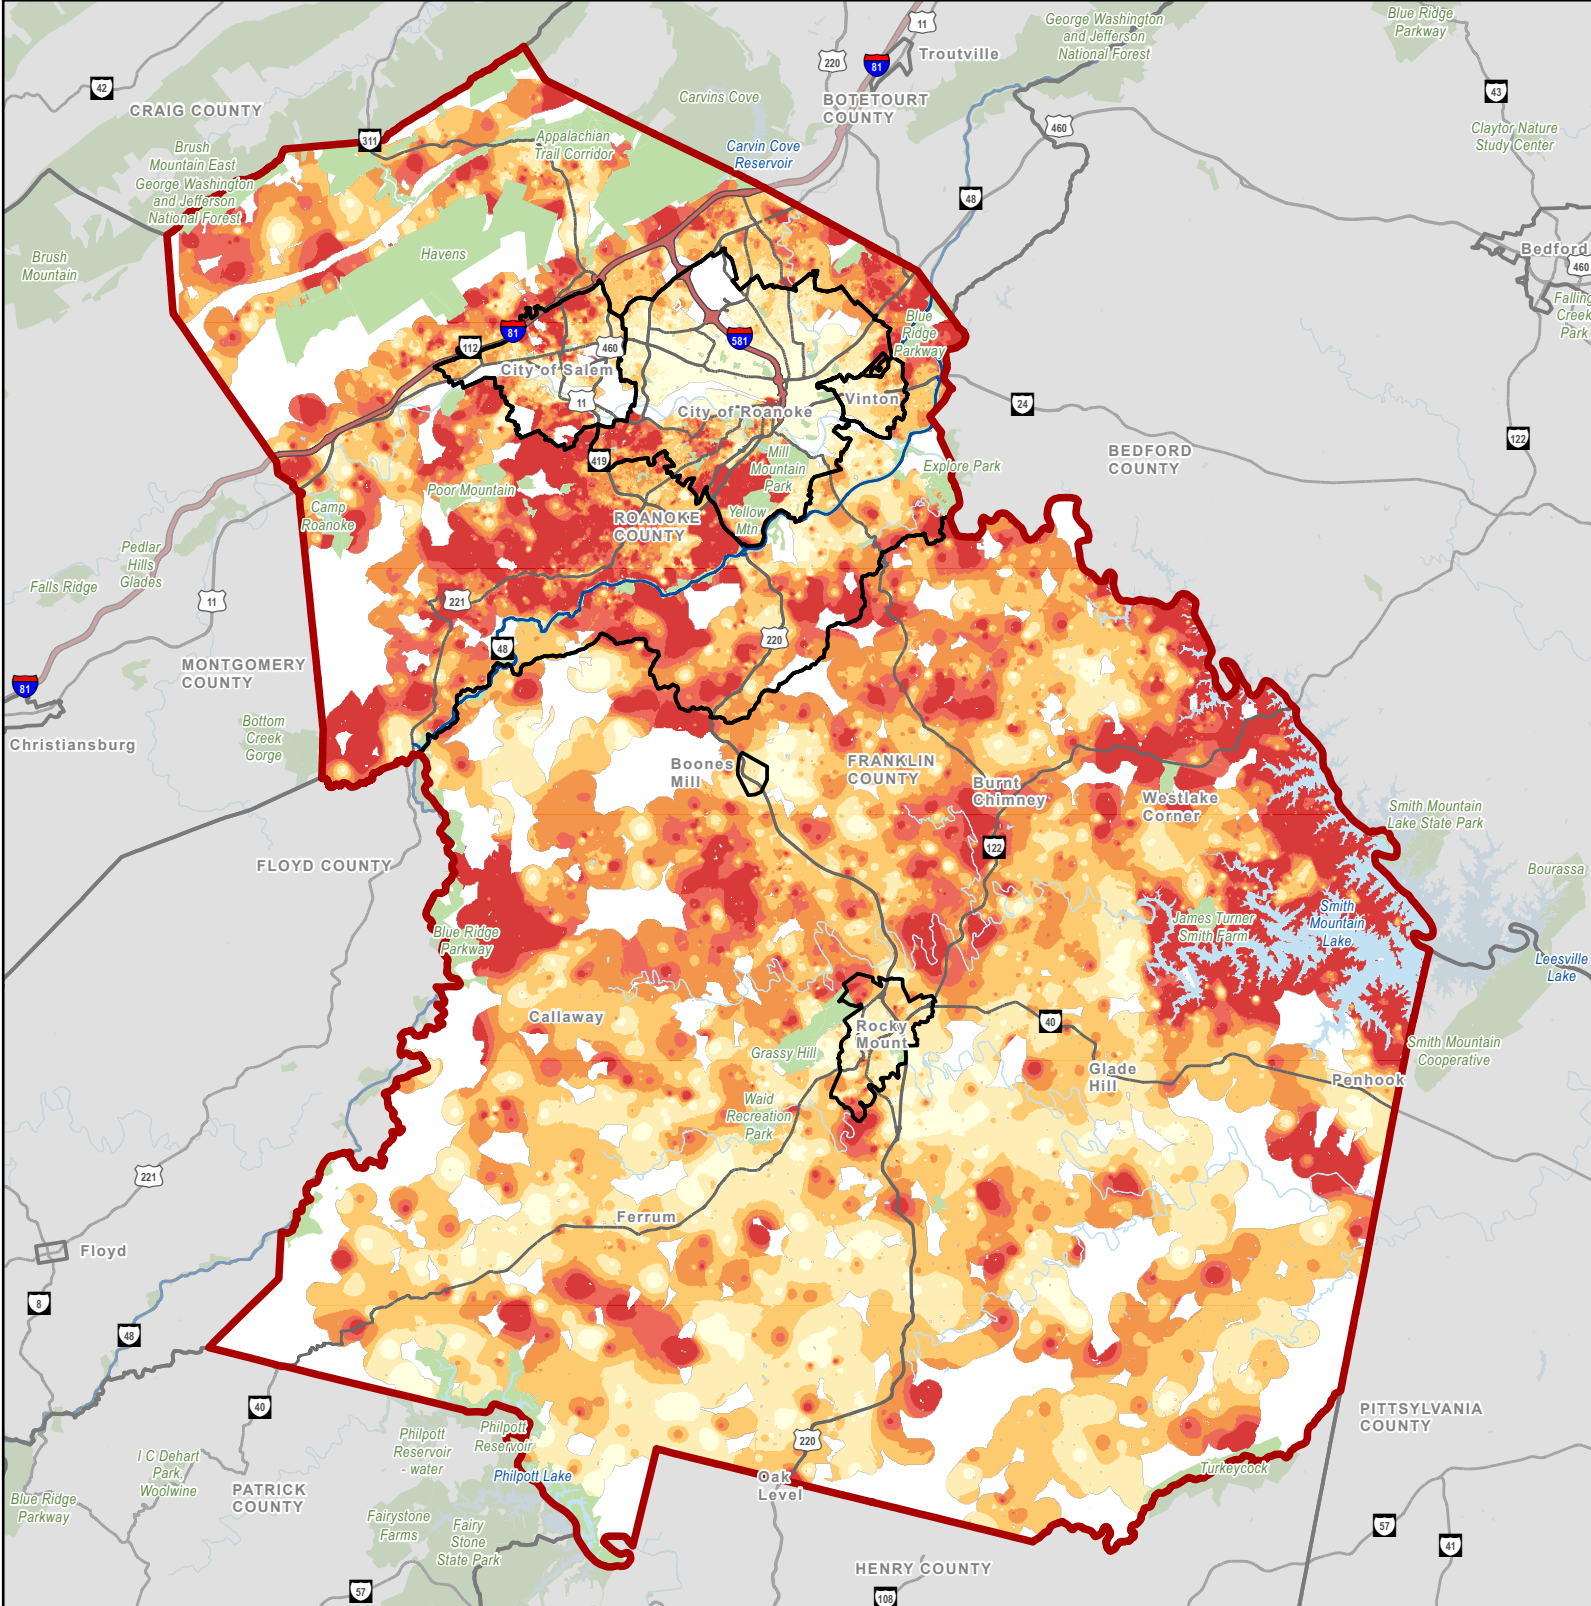 11
George Washington
and Jefferson
National Forest
Blue Ridge
Parkway
220
81
Troutville
42
CRAIG COUNTY
Carvins Cove
BOTETOURT
COUNTY
43
460
Claytor Nature
Study Center
311
Appalachian
Trail Corridor
Carvin Cove
Reservoir
Brush
Mountain East
George Washington
and Jefferson
National Forest
48
Brush
Mountain
Havens
Bedford
460
Falling
Creek
Park
Blue
Ridge
Parkway
81
112
581
460
City of Salem
11
City of Roanoke
Vinton
24
122
BEDFORD
COUNTY
419
Mill
Mountain
Park
Explore Park
Poor Mountain
Camp
Roanoke
ROANOKE
COUNTY
Yellow
Mtn
Pedlar
Hills
Glades
Falls Ridge
11
221
220
48
MONTGOMERY
COUNTY
81
Christiansburg
Bottom
Creek
Gorge
Boones
Mill
FRANKLIN
COUNTY
Burnt
Chimney
Westlake
Corner
Smith Mountain
Lake State Park
122
FLOYD COUNTY
Bourassa
Blue Ridge
Parkway
James Turner
Smith Farm
Smith
Mountain
Lake
Leesville
Lake
Callaway
Rocky
Mount
40
Grassy Hill
Glade
Hill
Smith Mountain
Cooperative
Penhook
Waid
Recreation
Park
221
Ferrum
Floyd
8
48
40
PITTSYLVANIA
COUNTY
Philpott
Reservoir
- water
Philpott
Reservoir
220
I C Dehart
Park,
Woolwine
Philpott Lake
Oak
Level
Turkeycock
PATRICK
COUNTY
Blue Ridge
Parkway
Fairystone
Farms
Fairy
Stone
State Park
57
41
HENRY COUNTY
57
108